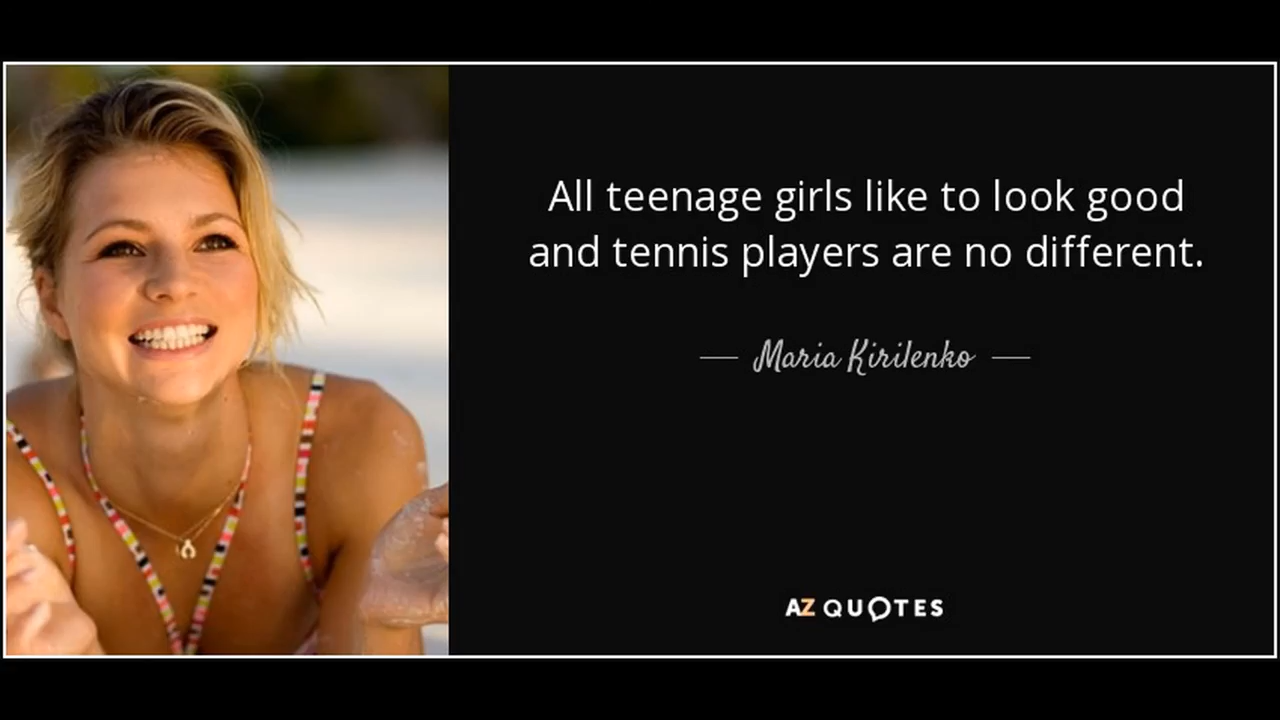 All teenage girls like to look good
and tennis players are no different.
Maria Kirilenko
AZ QUOTES